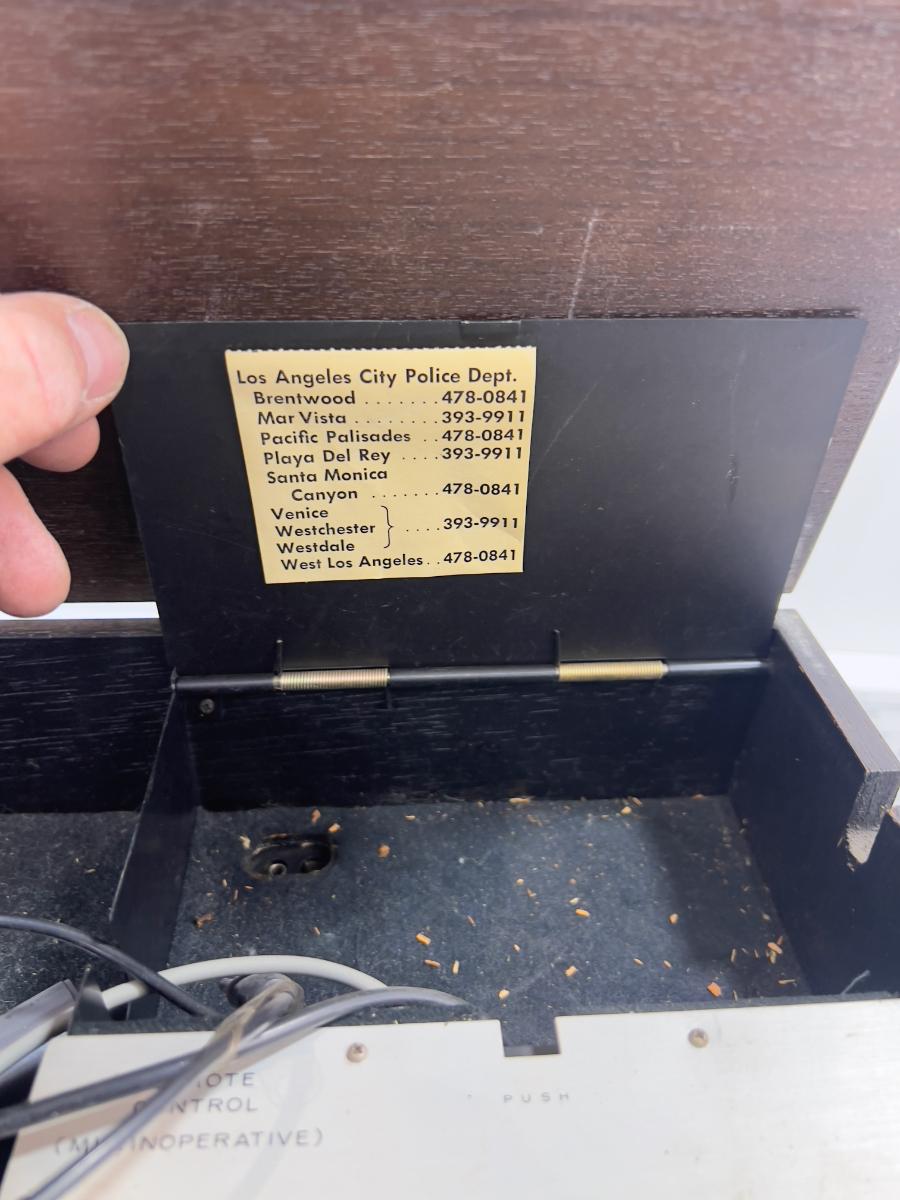 Los Angeles City Police Dept.
Brentwood . . . . . . . 478-0841
Mar Vista . . . . . . . . 393-9911
Pacific Palisades . . 478-0841
Playa Del Rey . . . . 393-9911
Santa Monica
Canyon . . . . . . . 478-0841
Venice
Westchester } . . . . 393-9911
Westdale
West Los Angeles . . 478-0841
PUSH
(INOPERATIVE)